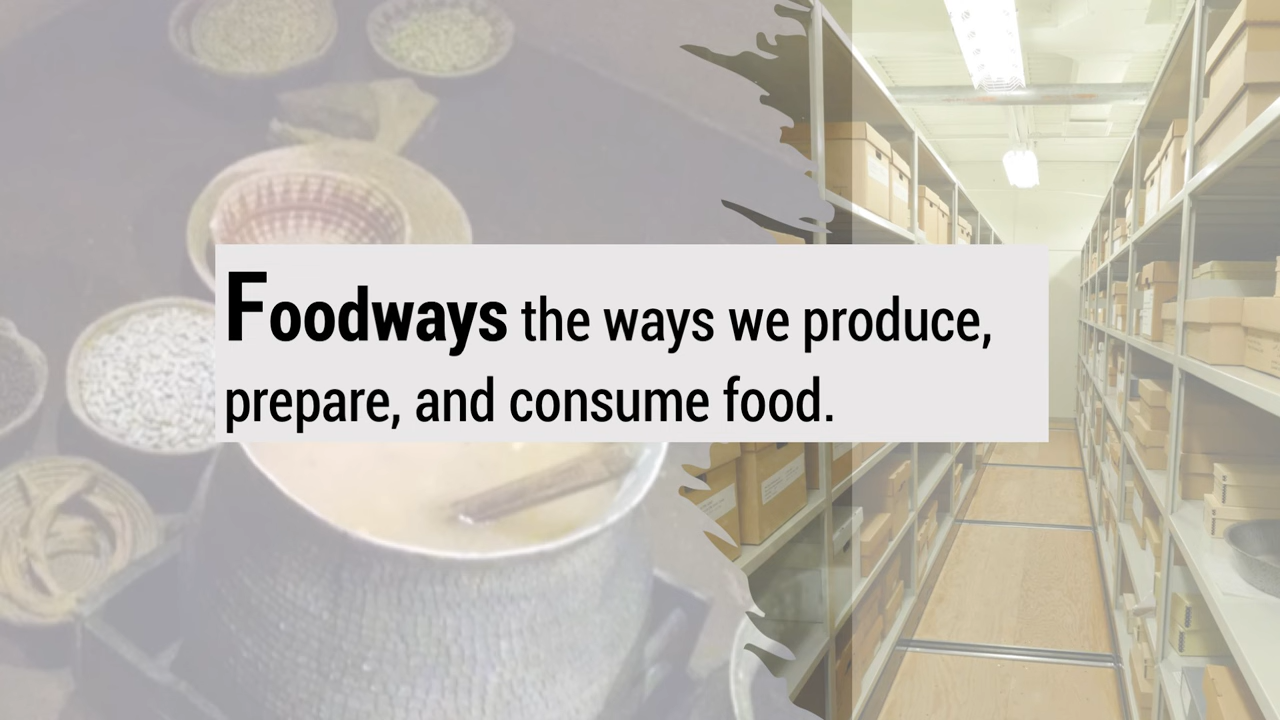 Foodways the ways we produce,
prepare, and consume food.